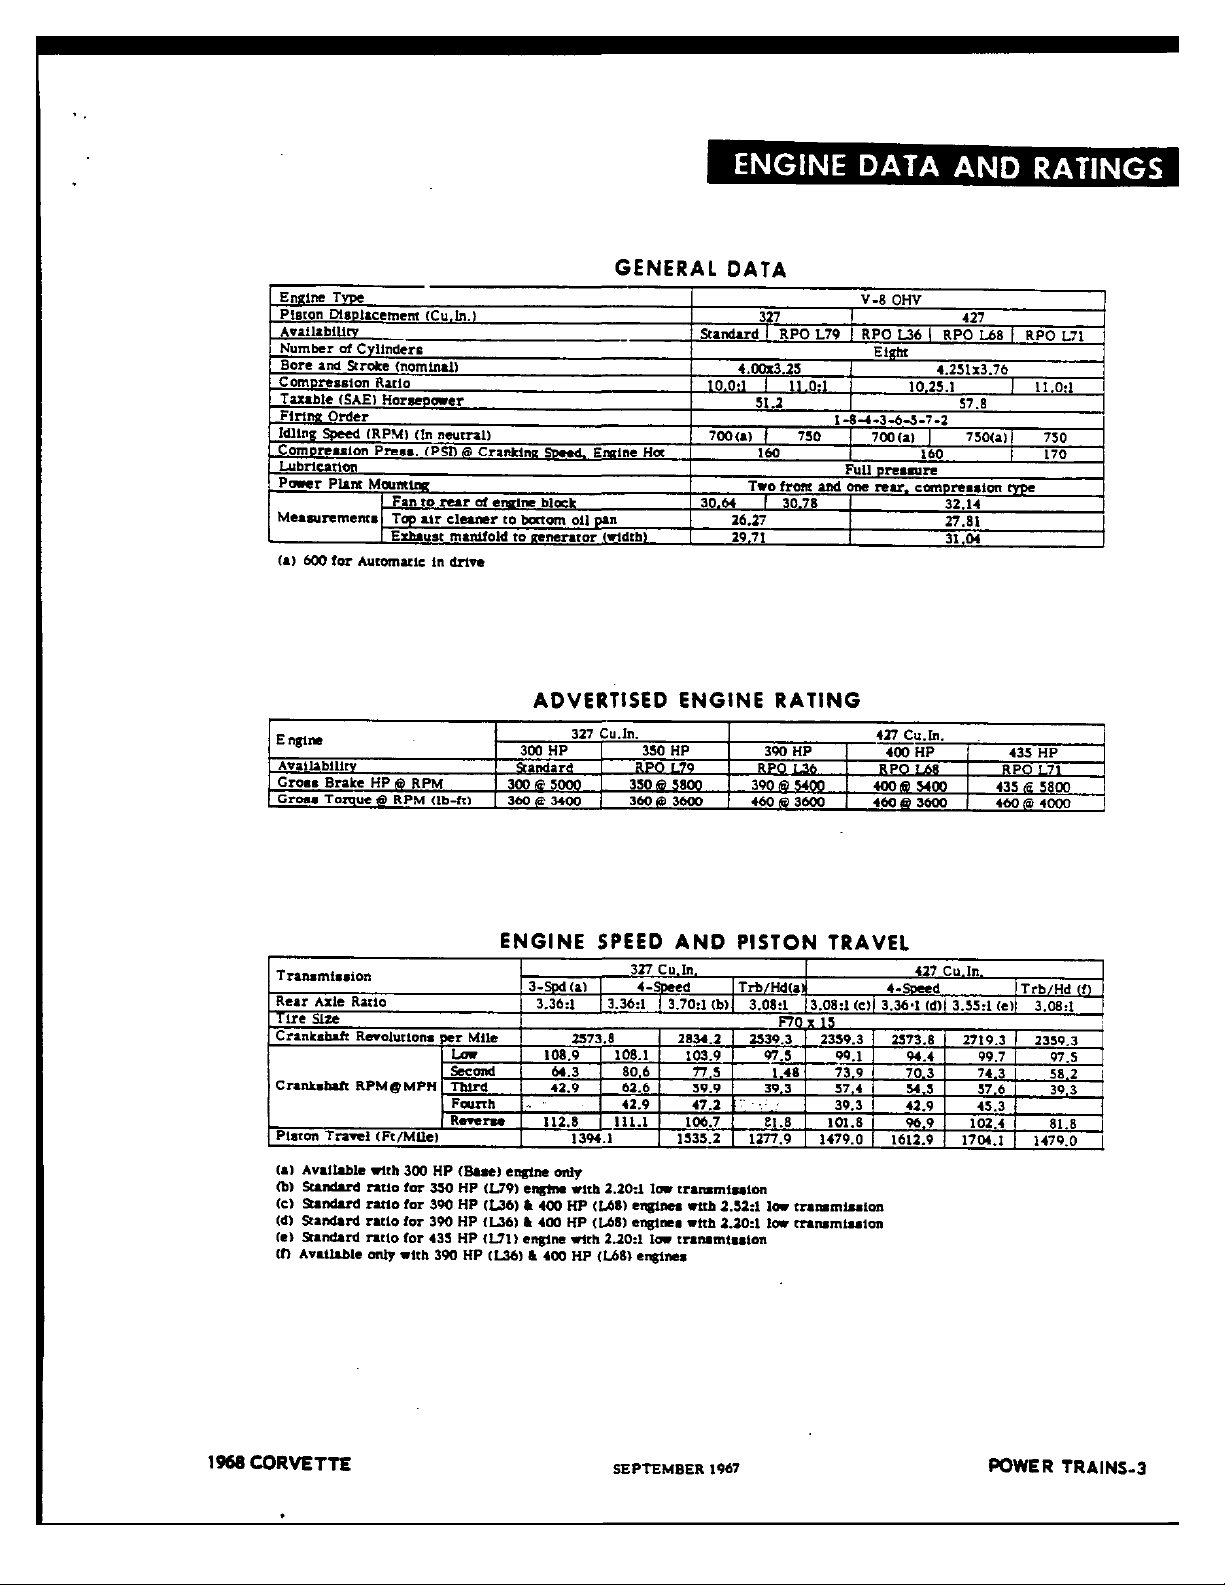 ENGINE DATA AND RATINGS
GENERAL DATA
Engine Type V-8 OHV
Piston Displacement (Cu.In.) 327 427
Availability Standard RPO L79 RPO L36 RPO L68 RPO L71
Number of Cylinders Eight
Bore and Stroke (nominal) 4.00x3.25 4.251x3.76
Compression Ratio 10.0:1 11.0:1 10.25.1 11.0:1
Taxable (SAE) Horsepower 51.2 57.8
Firing Order 1-8-4-3-6-5-7-2
Idling Speed (RPM) (In neutral) 700(a) 750 700(a) 750(a) 750
Compression Press. (PSI) @ Cranking Speed, Engine Hot 160 160 170
Lubrication Full pressure
Power Plant Mounting Two front and one rear, compression type
Measurements Fan to rear of engine block 30.64 30.78 32.14
Top air cleaner to bottom oil pan 26.27 27.81
Exhaust manifold to generator (width) 29.71 31.04
(a) 600 for Automatic in drive
ADVERTISED ENGINE RATING
Engine 327 Cu.In. 427 Cu.In.
300 HP 350 HP 390 HP 400 HP 435 HP
Availability Standard RPO L79 RPO L36 RPO L68 RPO L71
Gross Brake HP @ RPM 300 @ 5000 350 @ 5800 390 @ 5400 400 @ 5400 435 @ 5800
Gross Torque @ RPM (lb-ft) 360 @ 3400 360 @ 3600 460 @ 3600 460 @ 3600 460 @ 4000
ENGINE SPEED AND PISTON TRAVEL
Transmission 327 Cu.In. 427 Cu.In.
3-Spd (a) 4-Speed Trb/Hd(a) 4-Speed Trb/Hd (f)
Rear Axle Ratio 3.36:1 3.36:1 3.70:1 (b) 3.08:1 3.08:1 (c) 3.36:1 (d) 3.55:1 (e) 3.08:1
Tire Size F70 x 15
Crankshaft Revolutions per Mile 2573.8 2834.2 2539.3 2359.3 2573.8 2719.3 2359.3
Crankshaft RPM@MPH Low 108.9 108.1 103.9 97.5 99.1 94.4 99.7 97.5
Second 64.3 80.6 77.5 1.48 73.9 70.3 74.3 58.2
Third 42.9 62.6 59.9 39.3 57.4 54.5 57.6 39.3
Fourth 42.9 47.2 39.3 42.9 45.3
Reverse 112.8 111.1 106.7 81.8 101.8 96.9 102.4 81.8
Piston Travel (Ft/Mile) 1394.1 1535.2 1277.9 1479.0 1612.9 1704.1 1479.0
(a) Available with 300 HP (Base) engine only
(b) Standard ratio for 350 HP (L79) engine with 2.20:1 low transmission
(c) Standard ratio for 390 HP (L36) & 400 HP (L68) engines with 2.52:1 low transmission
(d) Standard ratio for 390 HP (L36) & 400 HP (L68) engines with 2.20:1 low transmission
(e) Standard ratio for 435 HP (L71) engine with 2.20:1 low transmission
(f) Available only with 390 HP (L36) & 400 HP (L68) engines
1968 CORVETTE SEPTEMBER 1967 POWER TRAINS-3